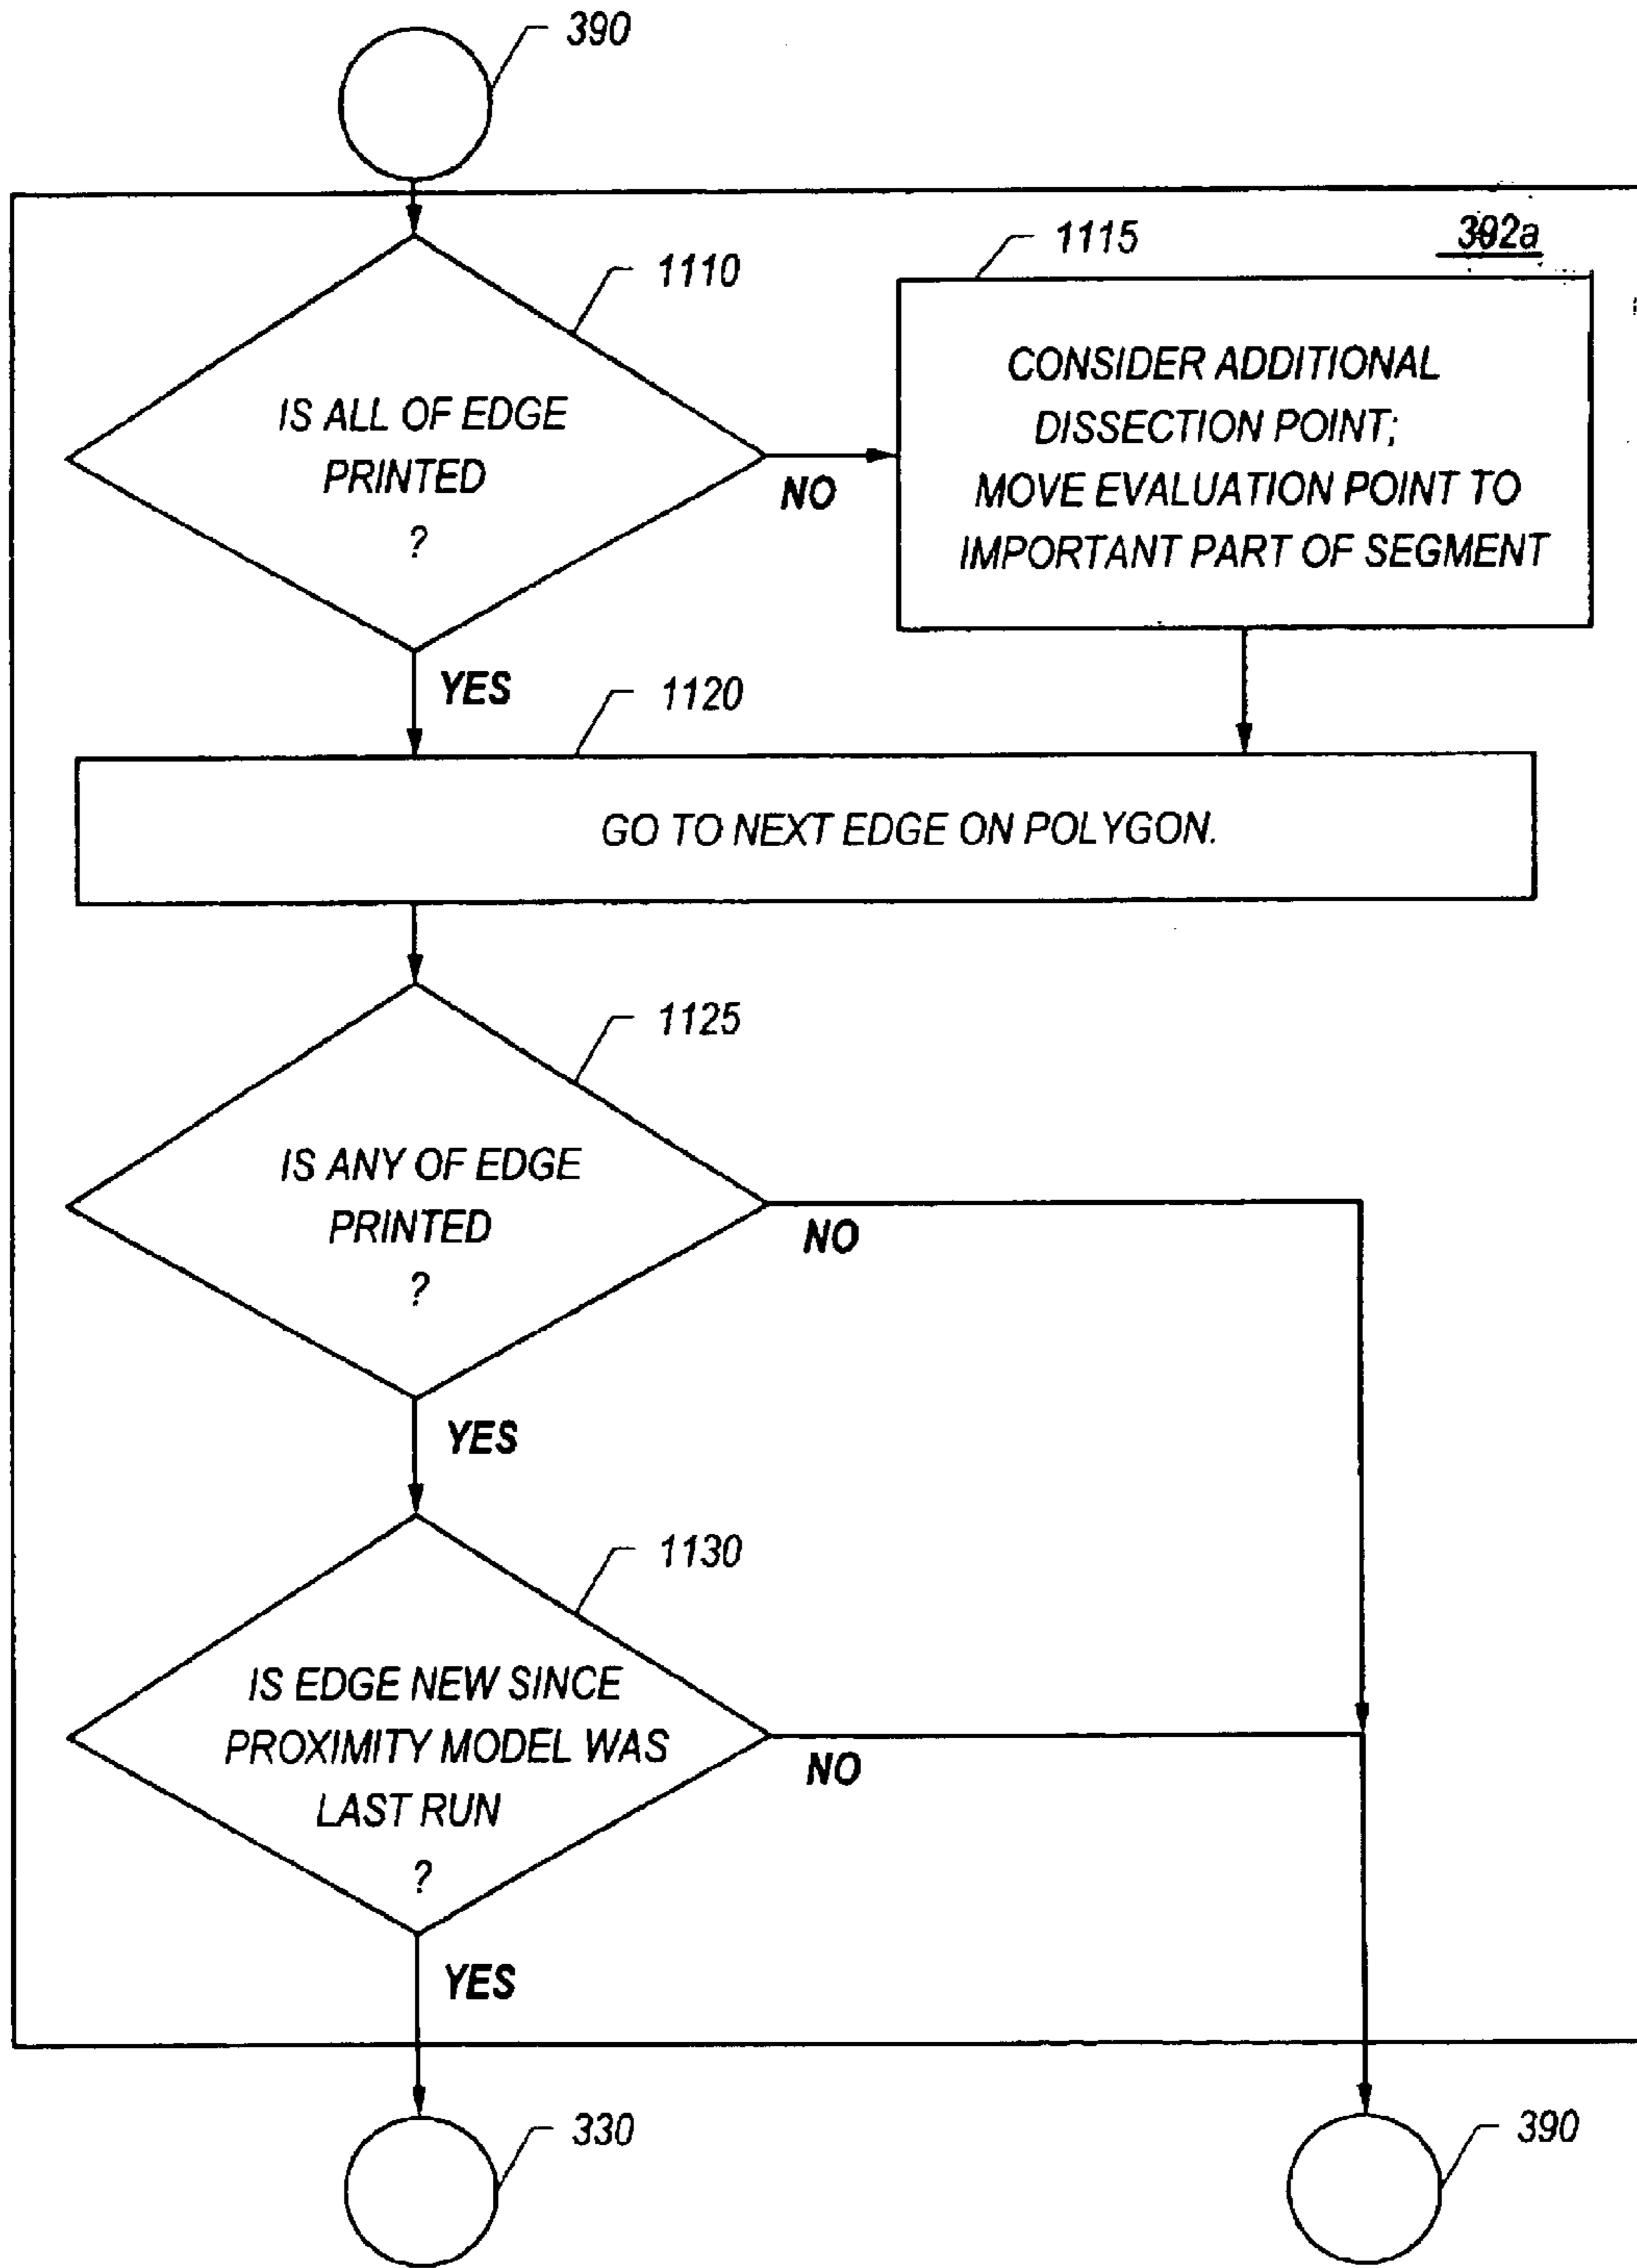 390
302a
1110
1115
IS ALL OF EDGE
PRINTED
?
NO
CONSIDER ADDITIONAL
DISSECTION POINT;
MOVE EVALUATION POINT TO
IMPORTANT PART OF SEGMENT
YES
1120
GO TO NEXT EDGE ON POLYGON.
1125
IS ANY OF EDGE
PRINTED
?
NO
YES
1130
IS EDGE NEW SINCE
PROXIMITY MODEL WAS
LAST RUN
?
NO
YES
330
390